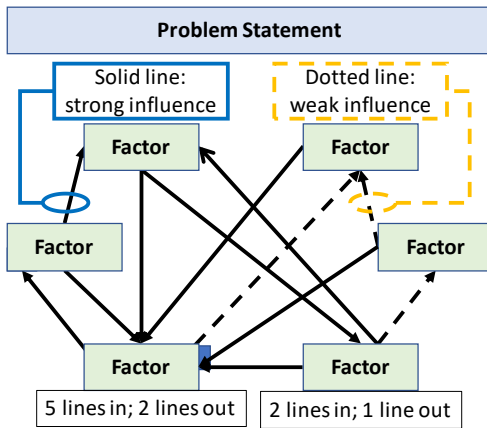 Problem Statement
Solid line:
strong influence
Dotted line:
weak influence
Factor
Factor
Factor
Factor
Factor
Factor
5 lines in; 2 lines out
2 lines in; 1 line out